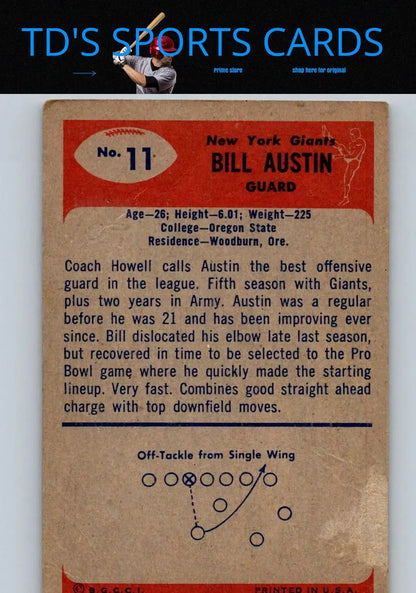 TD'S SPORTS CARDS
Prime store
shop here for original
No. 11
New York Giants
BILL AUSTIN
GUARD
Age—26; Height—6.01; Weight—225
College—Oregon State
Residence—Woodburn, Ore.
Coach Howell calls Austin the best offensive
guard in the league. Fifth season with Giants,
plus two years in Army. Austin was a regular
before he was 21 and has been improving ever
since. Bill dislocated his elbow late last season,
but recovered in time to be selected to the Pro
Bowl game where he quickly made the starting
lineup. Very fast. Combines good straight ahead
charge with top downfield moves.
Off-Tackle from Single Wing
© B.G.C.C.I.
PRINTED IN U.S.A.